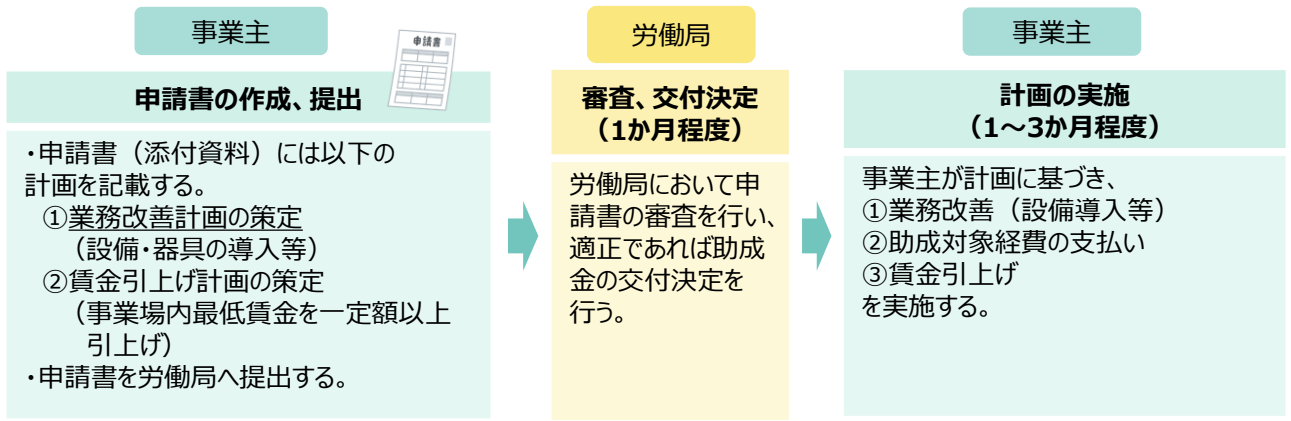 事業主
申請書
申請書の作成、提出
・申請書（添付資料）には以下の
計画を記載する。
①業務改善計画の策定
（設備・器具の導入等）
②賃金引上げ計画の策定
（事業場内最低賃金を一定額以上
引上げ）
・申請書を労働局へ提出する。
労働局
審査、交付決定
（1か月程度）
労働局において申
請書の審査を行い、
適正であれば助成
金の交付決定を
行う。
事業主
計画の実施
（1～3か月程度）
事業主が計画に基づき、
①業務改善（設備導入等）
②助成対象経費の支払い
③賃金引上げ
を実施する。